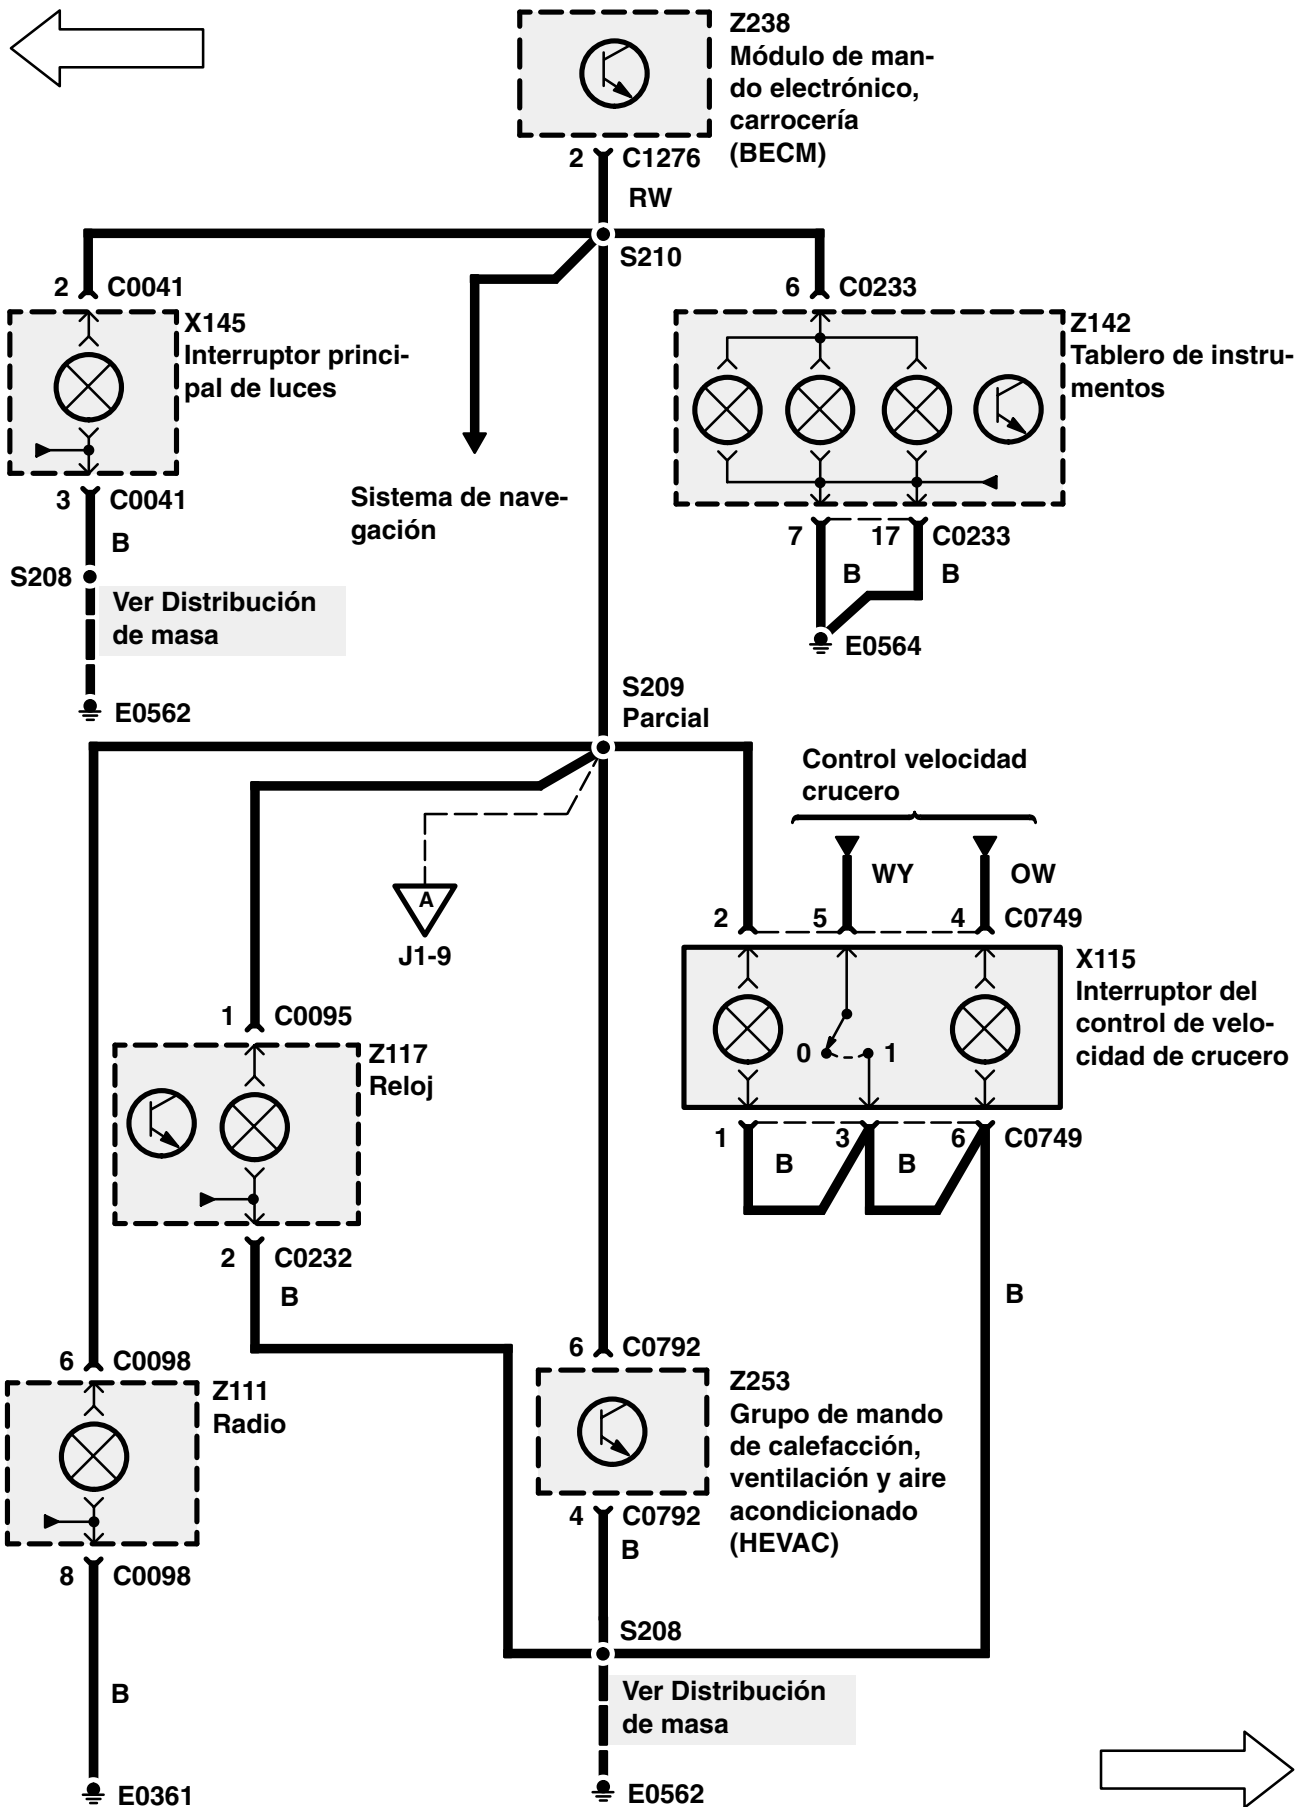 Z238
Módulo de man-
do electrónico,
carrocería
(BECM)
2 C1276
RW
S210
2 C0041
6 C0233
X145
Interruptor princi-
pal de luces
Z142
Tablero de instru-
mentos
3 C0041
B
S208
Ver Distribución
de masa
E0562
Sistema de nave-
gación
7 17 C0233
B B
E0564
S209
Parcial
Control velocidad
crucero
WY OW
A
J1-9
2 5 4 C0749
X115
Interruptor del
control de velo-
cidad de crucero
0 1
1 3 6 C0749
B B
B
1 C0095
Z117
Reloj
2 C0232
B
6 C0098
Z111
Radio
8 C0098
B
E0361
6 C0792
Z253
Grupo de mando
de calefacción,
ventilación y aire
acondicionado
(HEVAC)
4 C0792
B
S208
Ver Distribución
de masa
E0562